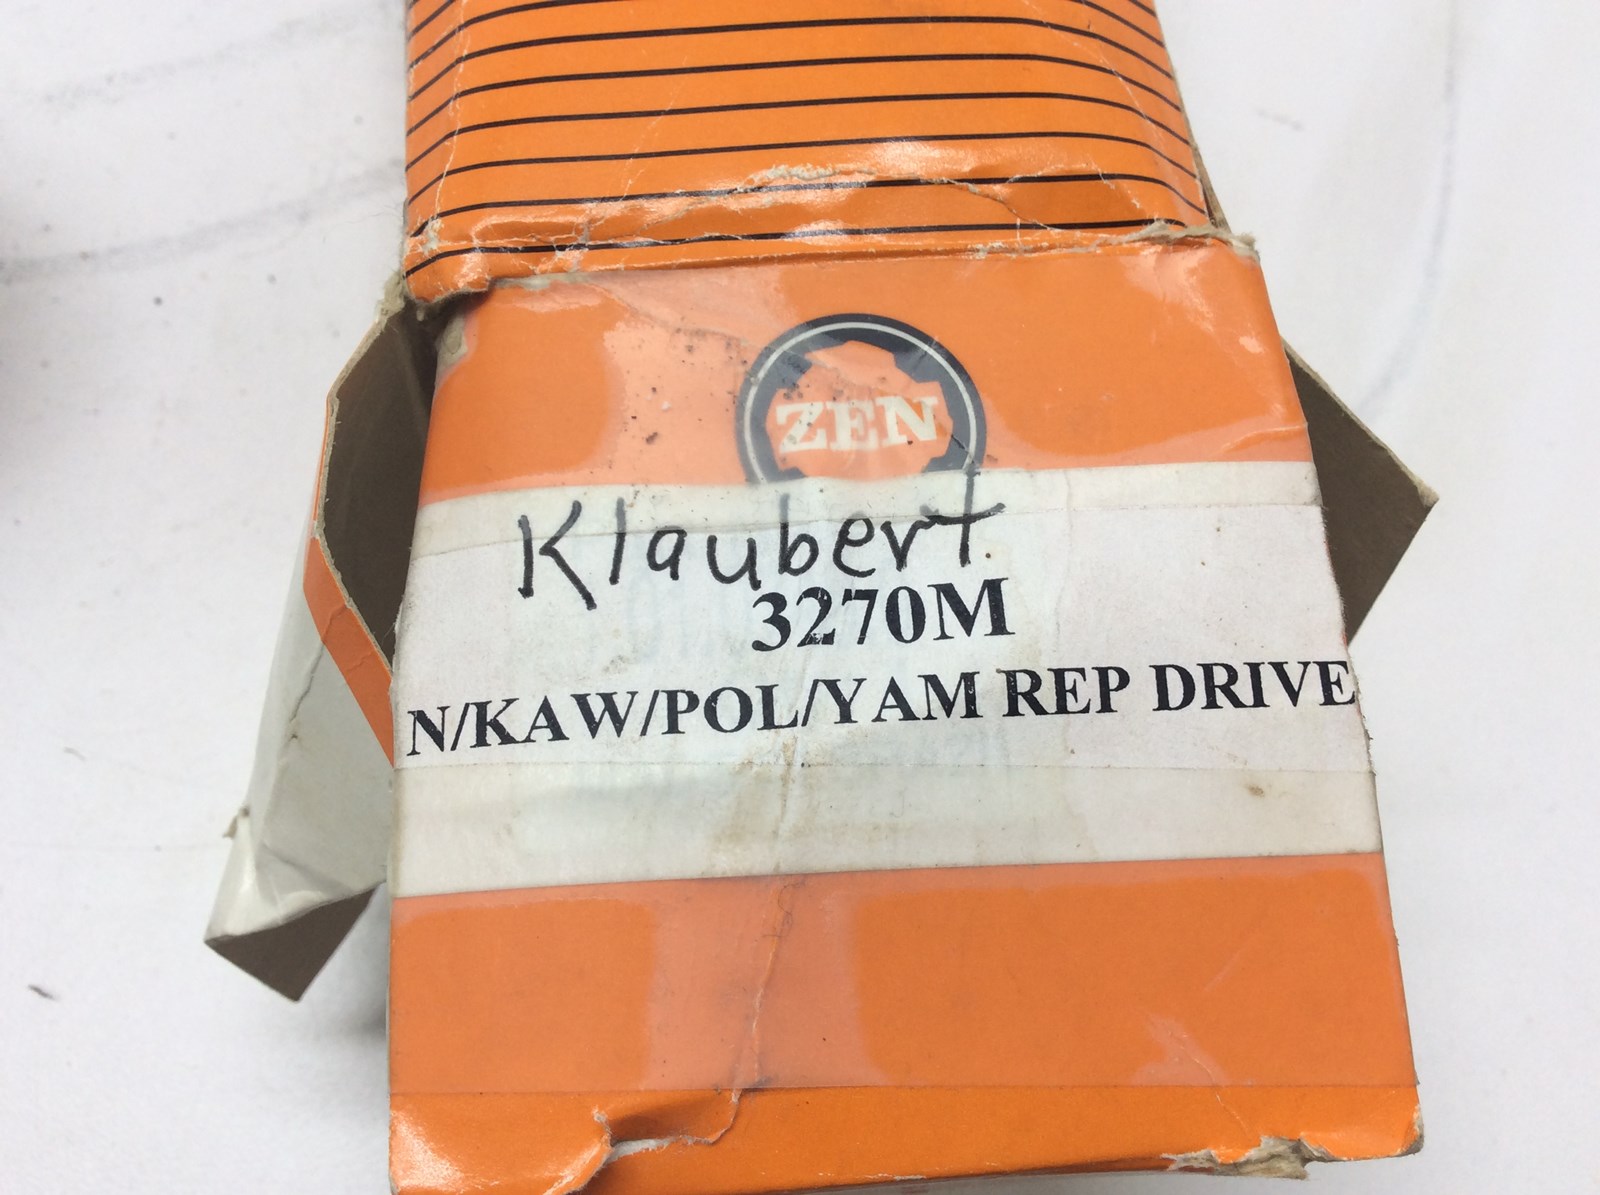 ZEN
Klaubert
3270M
N/KAW/POL/YAM REP DRIVE